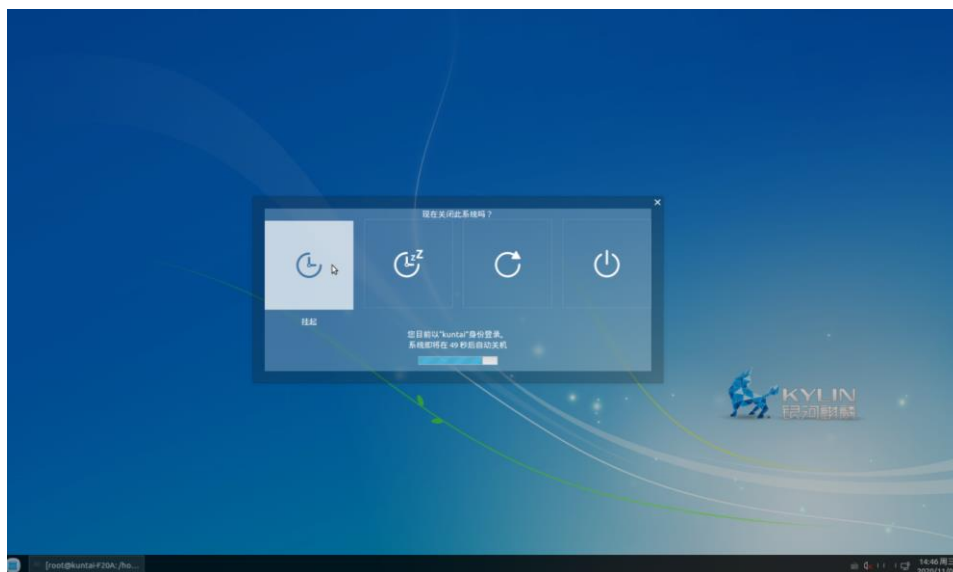 现在关闭此系统吗？
挂起
您目前以"kuntai"身份登录。
系统即将在 49 秒后自动关机
KYLIN
银河麒麟
[root@kuntai-F20A:/ho...
14:46 周三